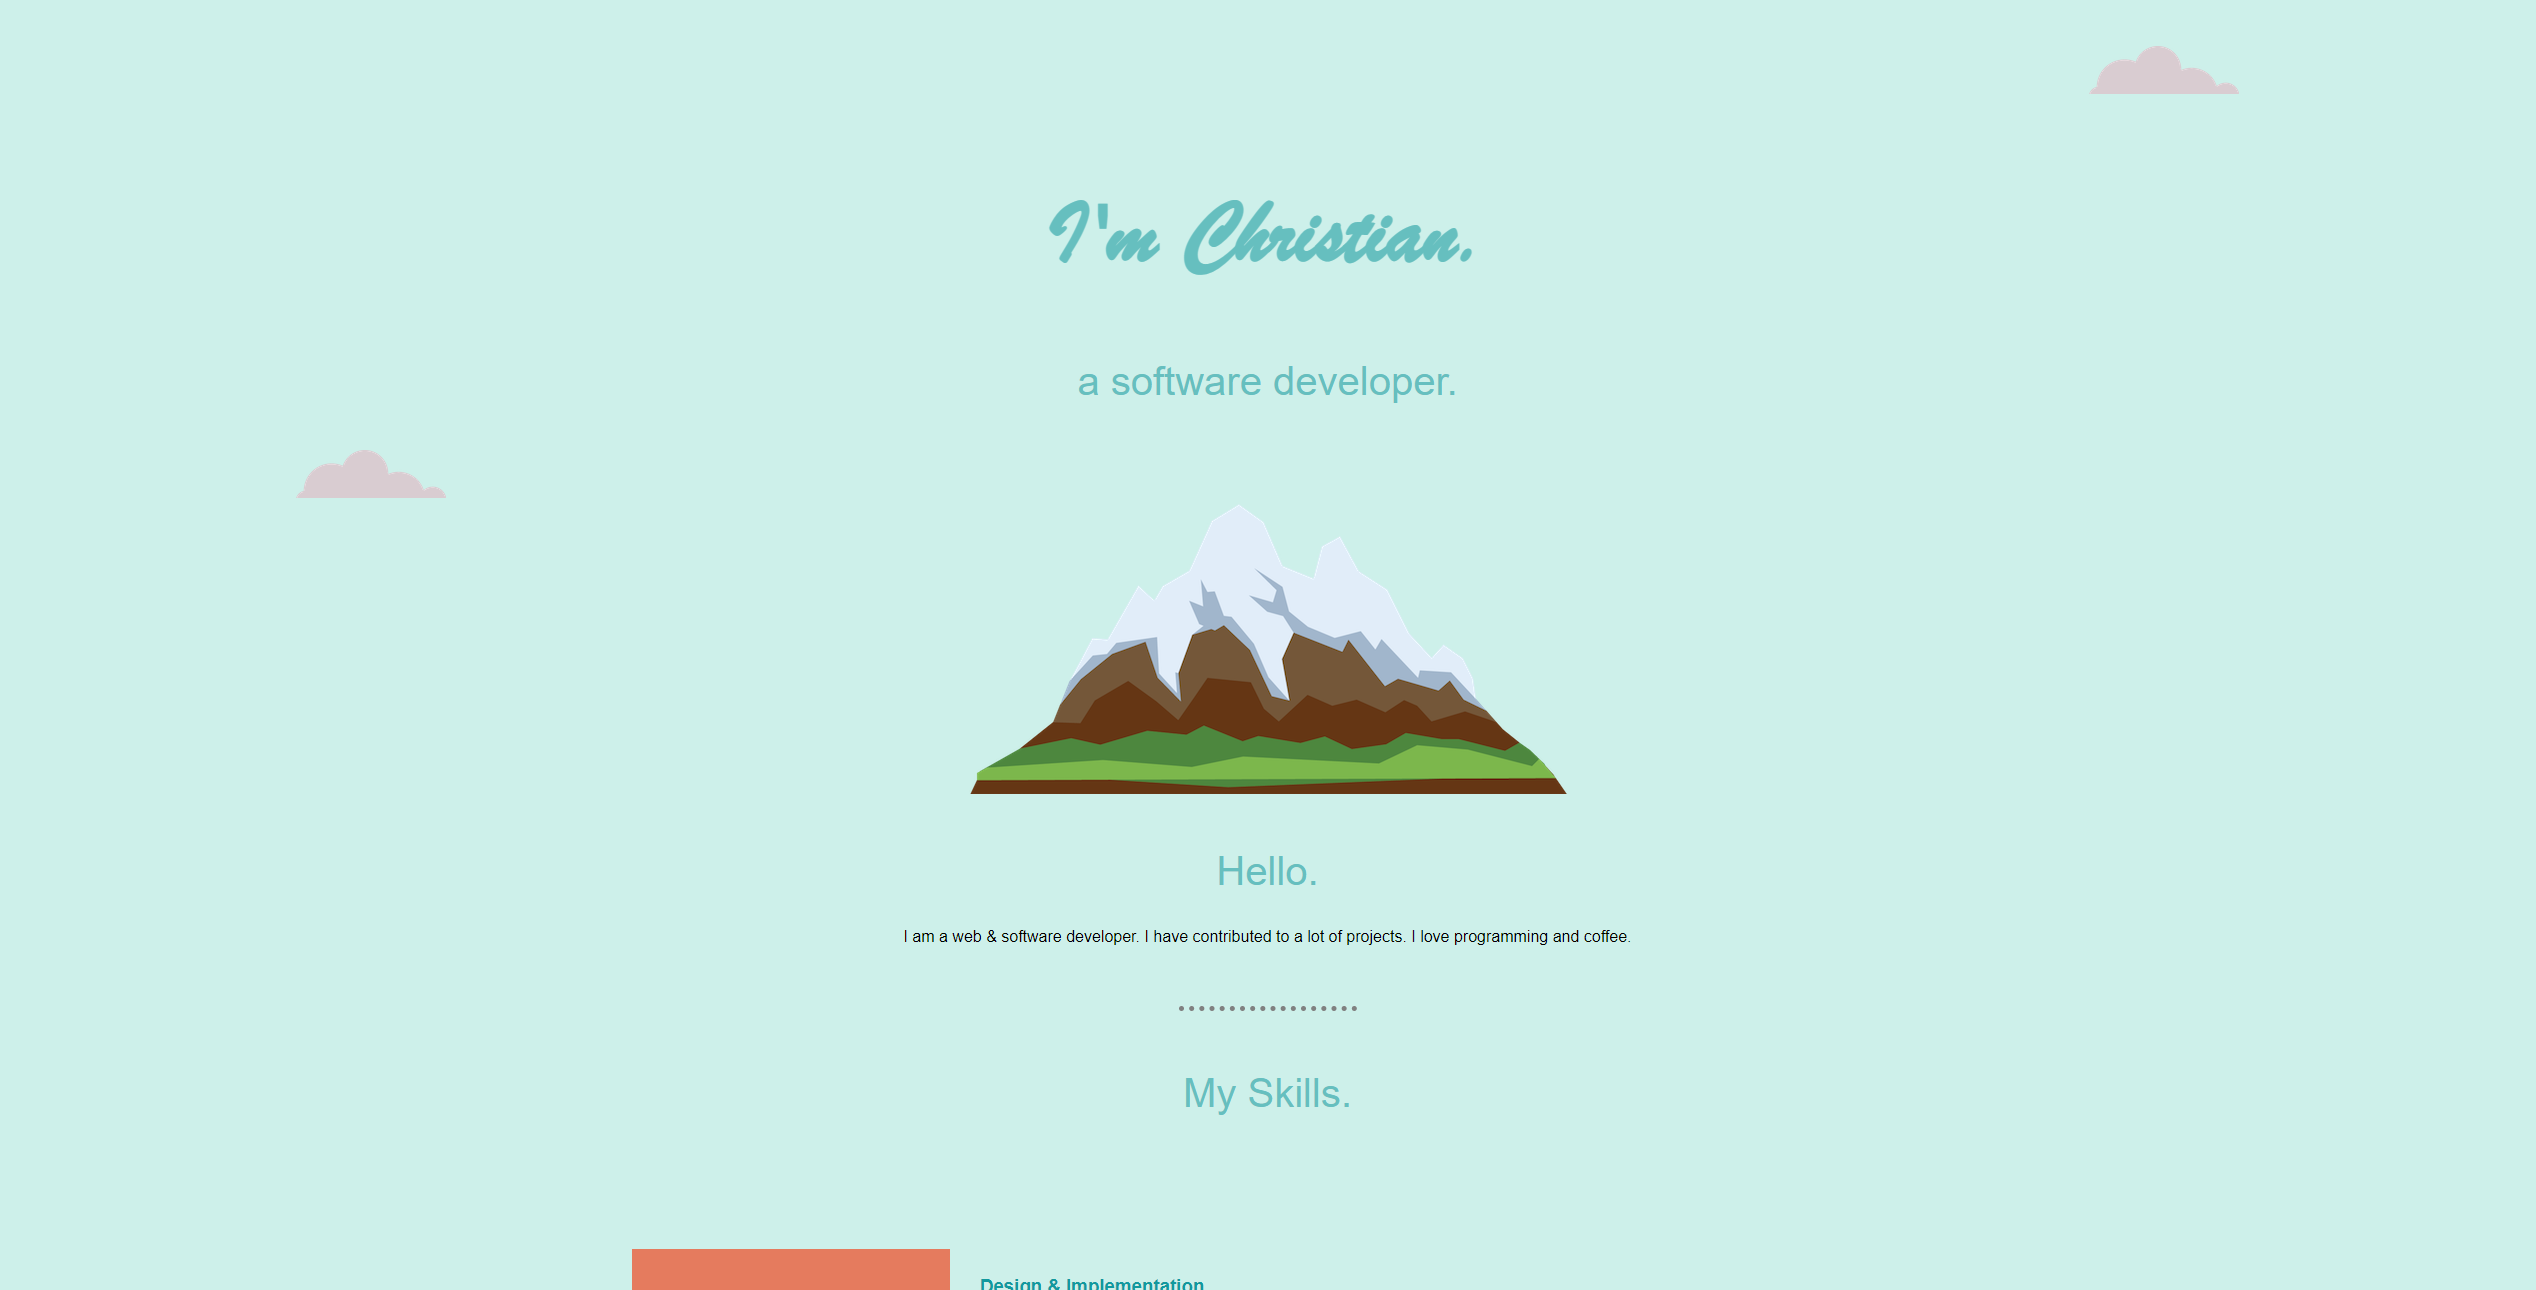 I'm Christian.
a software developer.
Hello.
I am a web & software developer. I have contributed to a lot of projects. I love programming and coffee.
My Skills.
Design & Implementation